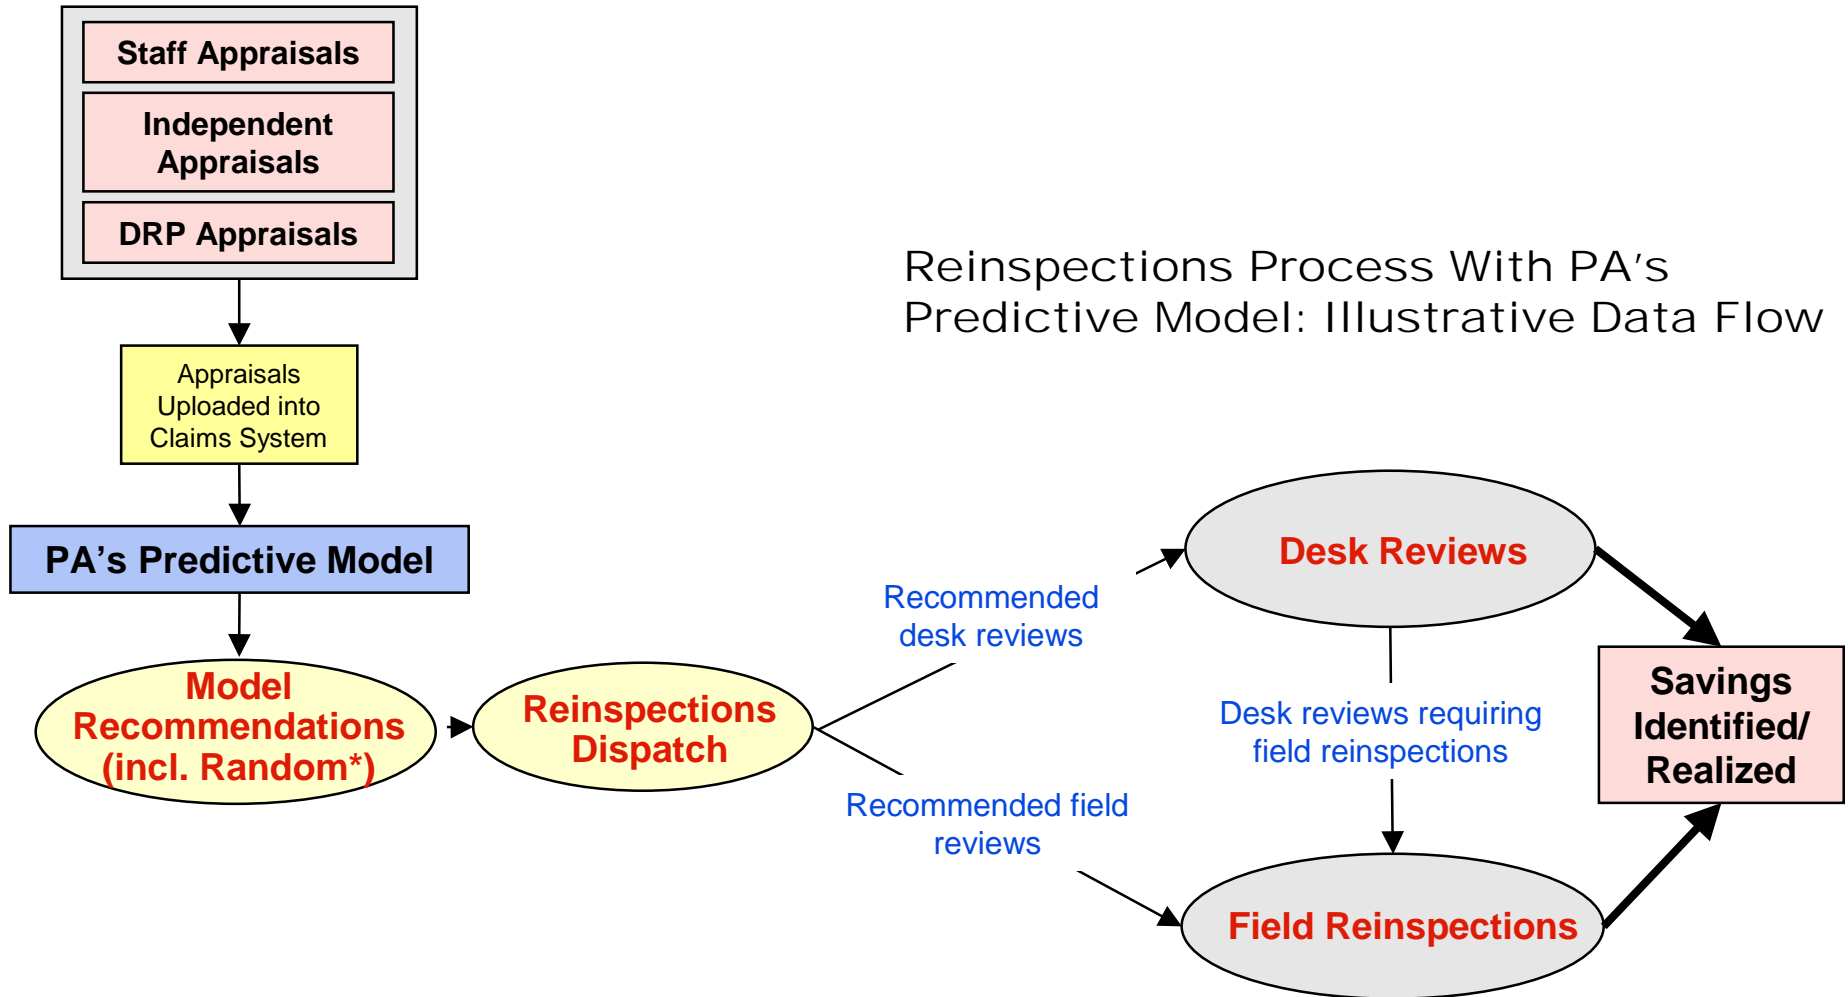 Staff Appraisals
Independent
Appraisals
DRP Appraisals
Reinspections Process With PA's
Predictive Model: Illustrative Data Flow
Appraisals
Uploaded into
Claims System
PA’s Predictive Model
Model
Recommendations
(incl. Random*)
Reinspections
Dispatch
Recommended
desk reviews
Recommended field
reviews
Desk Reviews
Desk reviews requiring
field reinspections
Field Reinspections
Savings
Identified/
Realized